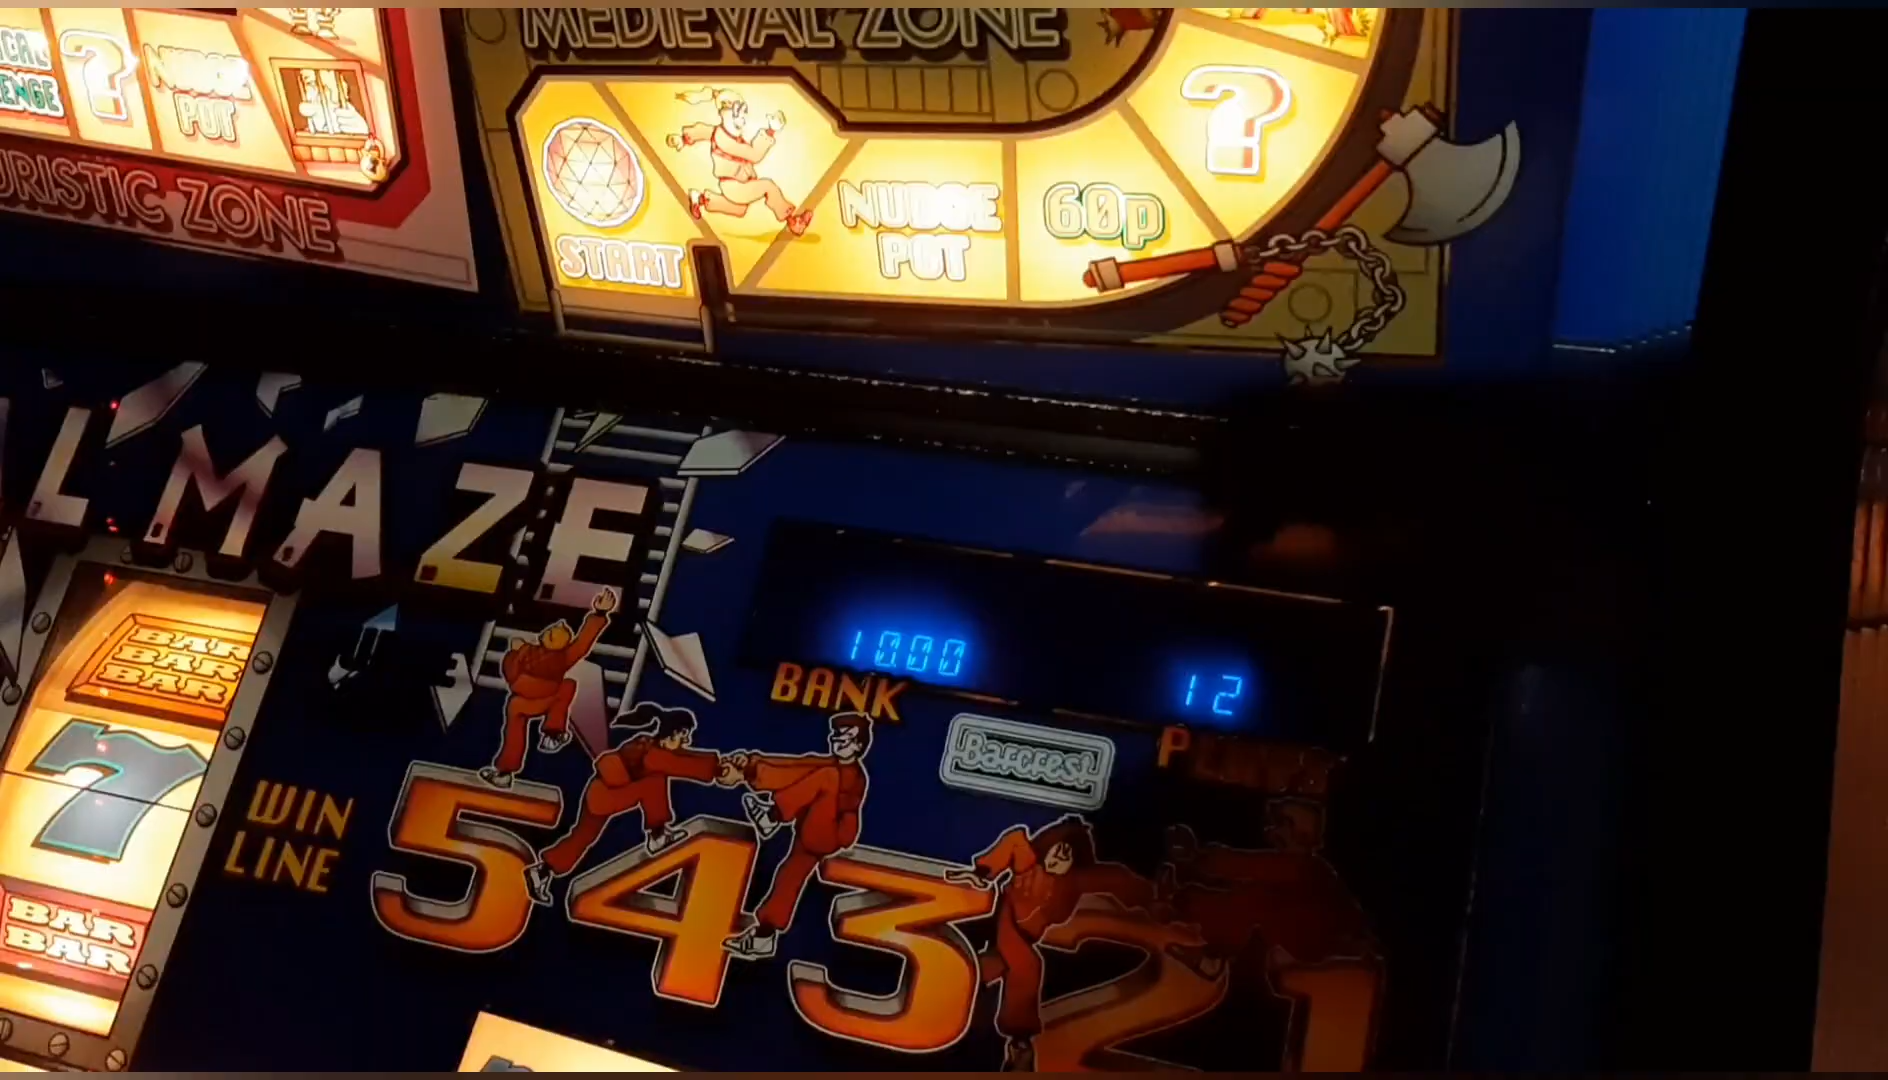 MEDIEVAL ZONE
?
NUDGE
POT
?
START
NUDGE
POT
60p
URISTIC ZONE
L MAZE
BAR
BAR
BAR
7
BAR
BAR
1000
12
BANK
Barcrest
WIN
LINE
5 4 3 2 1